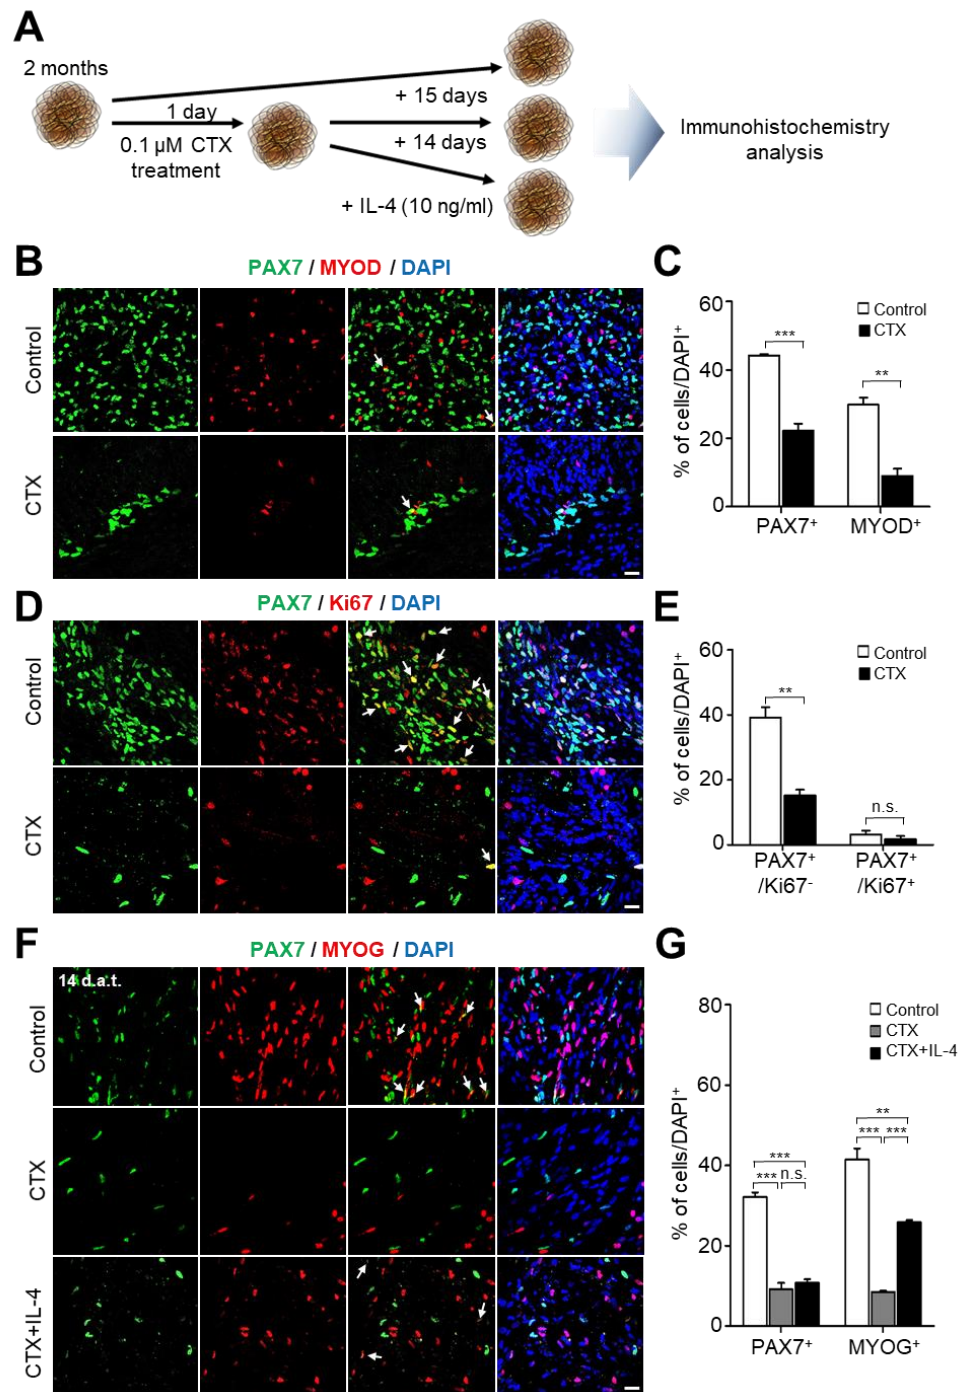 A
2 months
1 day
0.1 µM CTX
treatment
+ 15 days
+ 14 days
+ IL-4 (10 ng/ml)
Immunohistochemistry
analysis
B
PAX7 / MYOD / DAPI
Control
CTX
C
% of cells/DAPI⁺
60
40
20
0
Control
CTX
***
**
PAX7⁺
MYOD⁺
D
PAX7 / Ki67 / DAPI
Control
CTX
E
% of cells/DAPI⁺
60
40
20
0
Control
CTX
**
n.s.
PAX7⁺
/Ki67⁻
PAX7⁺
/Ki67⁺
F
PAX7 / MYOG / DAPI
14 d.a.t.
Control
CTX
CTX+IL-4
G
% of cells/DAPI⁺
80
60
40
20
0
Control
CTX
CTX+IL-4
***
*** n.s.
**
*** ***
PAX7⁺
MYOG⁺